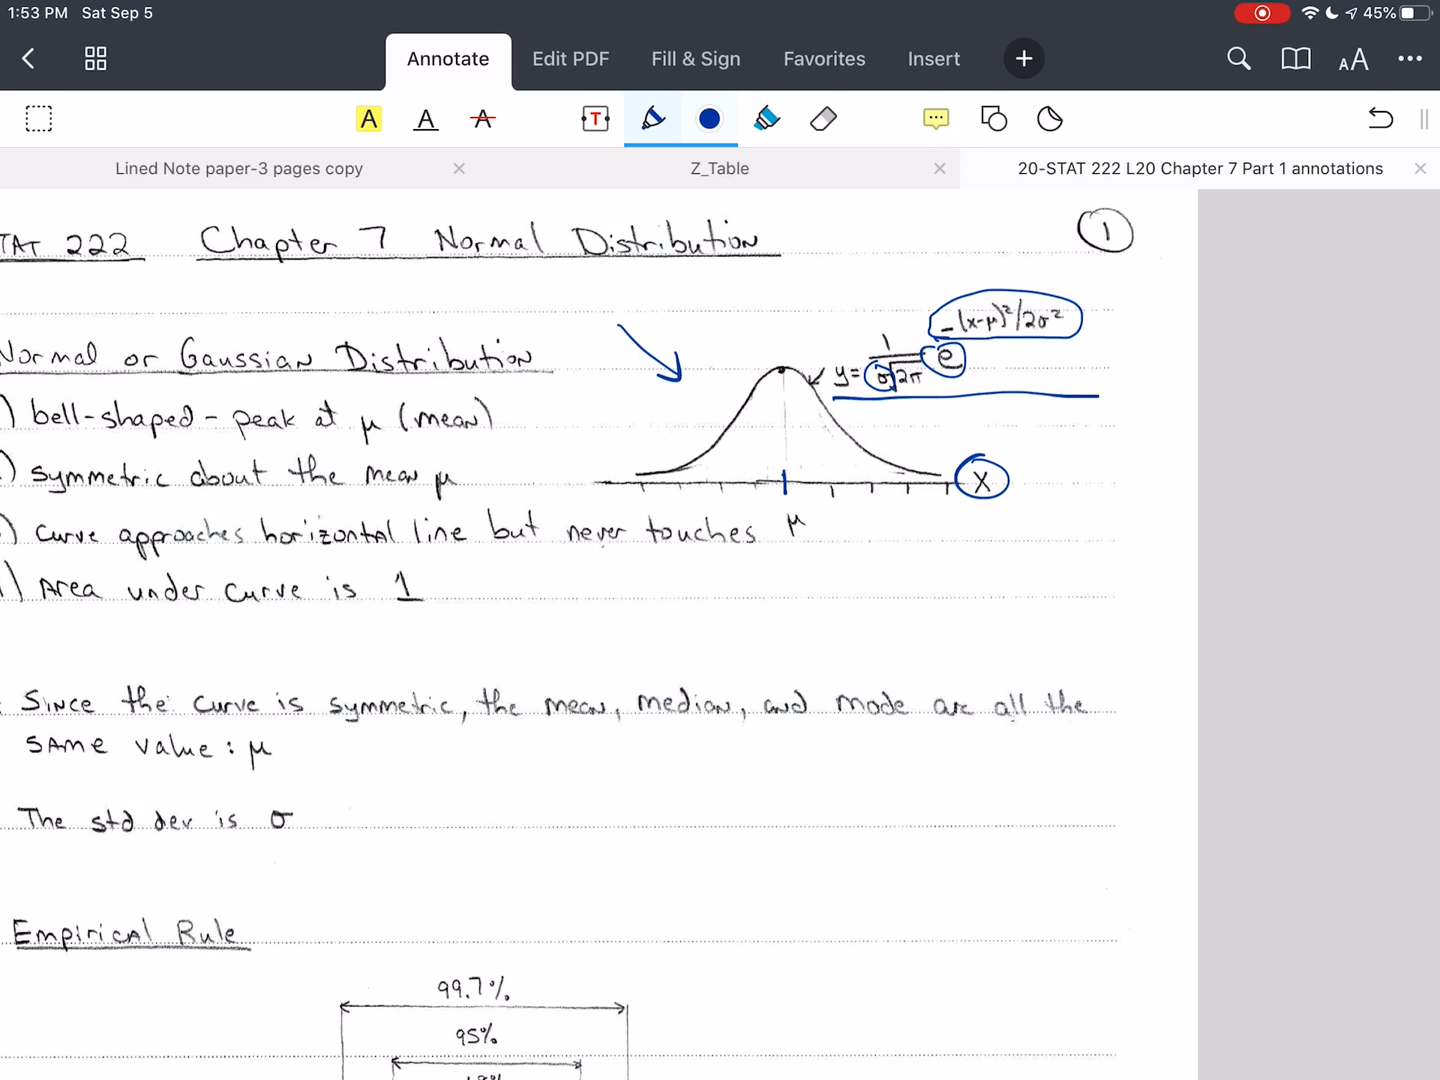 1:53 PM Sat Sep 5
45%
Annotate Edit PDF Fill & Sign Favorites Insert
A A A T
Lined Note paper-3 pages copy Z_Table 20-STAT 222 L20 Chapter 7 Part 1 annotations
TAT 222 Chapter 7 Normal Distribution 1
Normal or Gaussian Distribution
y = 1/σ√2π e -(x-μ)²/2σ²
) bell-shaped - peak at μ (mean)
) symmetric about the mean μ
X
) curve approaches horizontal line but never touches
μ
) Area under curve is 1
Since the curve is symmetric, the mean, median, and mode are all the
same value: μ
The std dev is σ
Empirical Rule
99.7%
95%